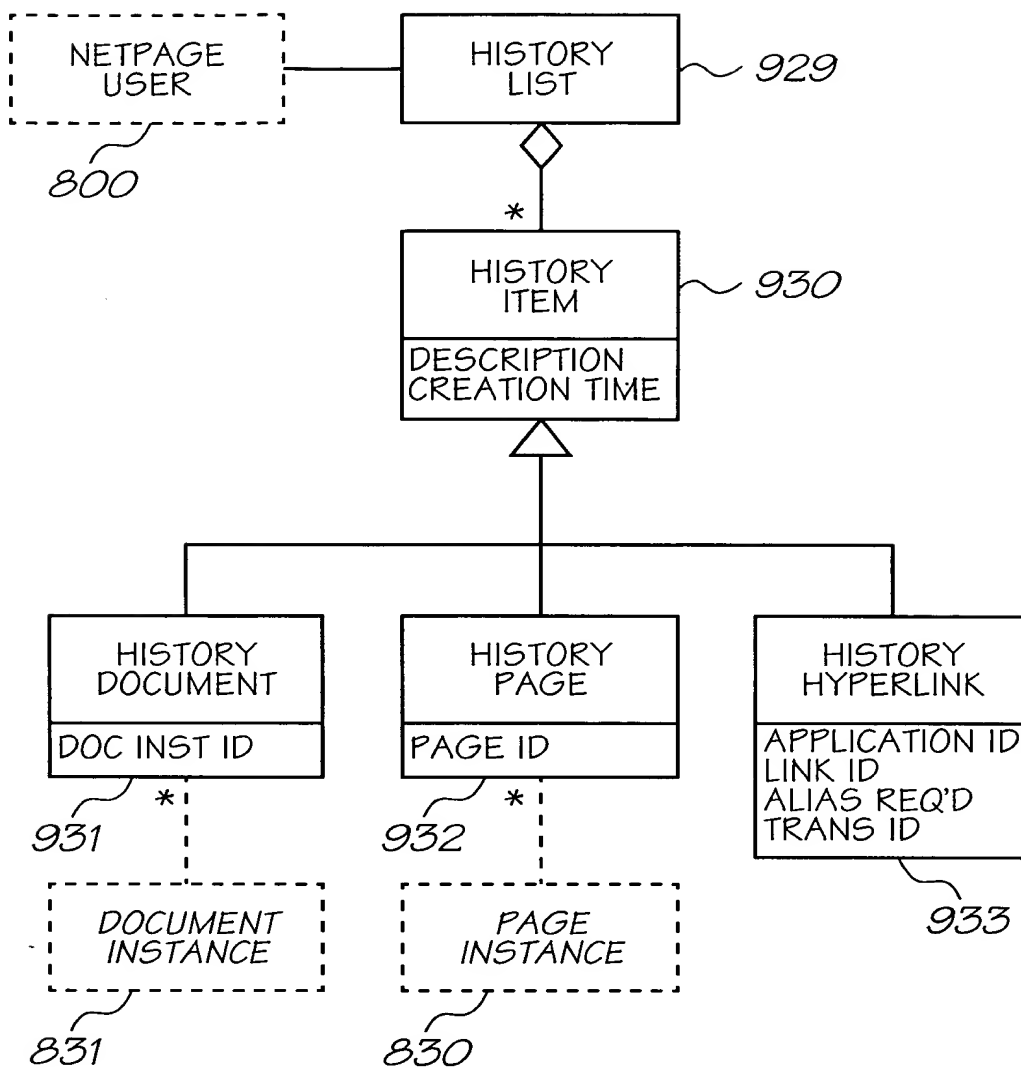 NETPAGE
USER
HISTORY
LIST
929
800
*
HISTORY
ITEM
930
DESCRIPTION
CREATION TIME
HISTORY
DOCUMENT
HISTORY
PAGE
HISTORY
HYPERLINK
DOC INST ID
PAGE ID
APPLICATION ID
LINK ID
ALIAS REQ'D
TRANS ID
931
*
932
*
933
DOCUMENT
INSTANCE
PAGE
INSTANCE
831
830